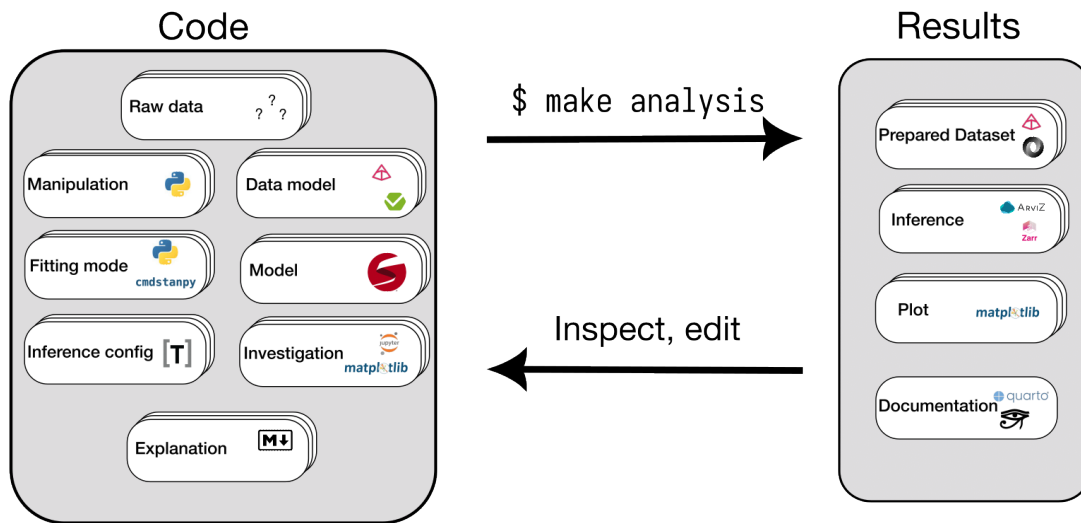 Code
Results
Raw data
? ? ?
$ make analysis
Prepared Dataset
Manipulation
Data model
Inference
ARVIZ
Zarr
Fitting mode
cmdstanpy
Model
Plot
matplotlib
Inspect, edit
Inference config
[T]
Investigation
jupyter
matplotlib
Documentation
quarto
Explanation
M